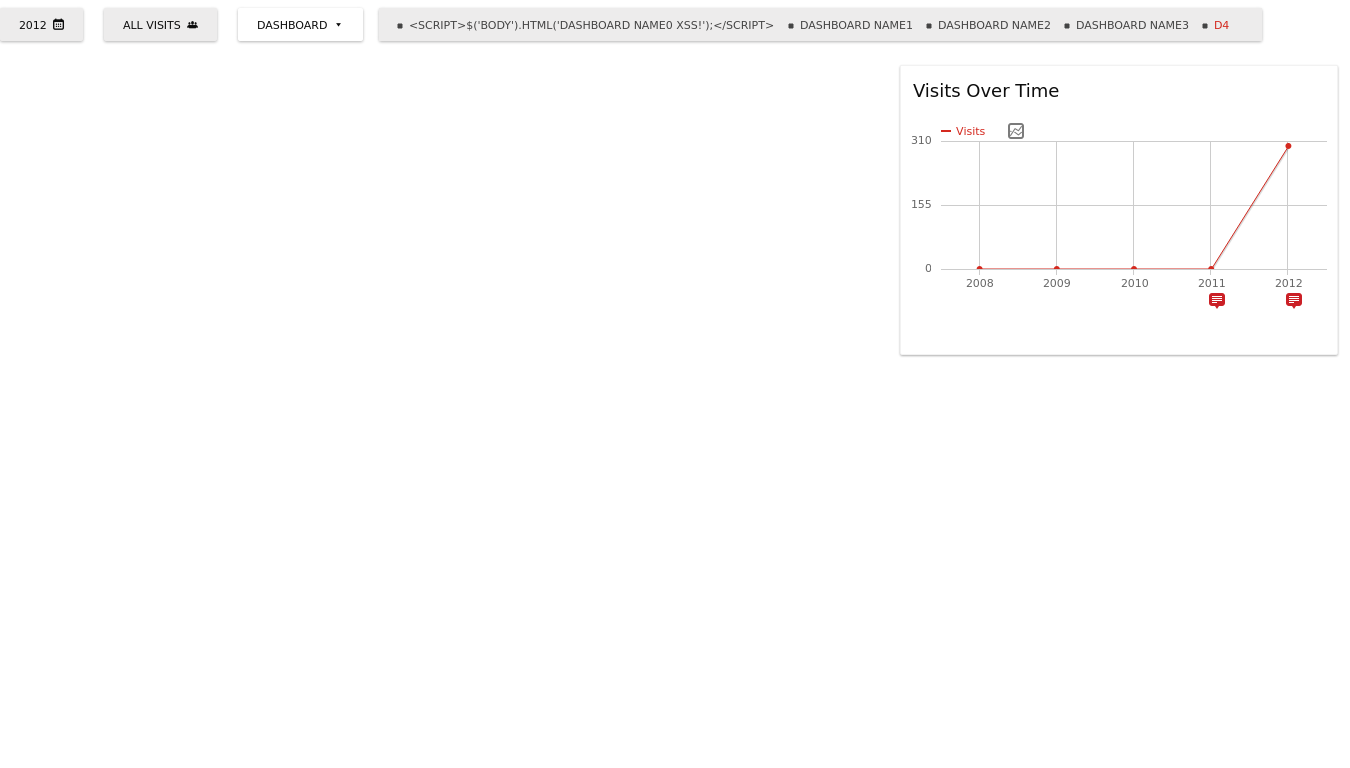 2012 ALL VISITS DASHBOARD <SCRIPT>$('BODY').HTML('DASHBOARD NAME0 XSS!');</SCRIPT> DASHBOARD NAME1 DASHBOARD NAME2 DASHBOARD NAME3 D4
Visits Over Time
Visits
310
155
0
2008 2009 2010 2011 2012